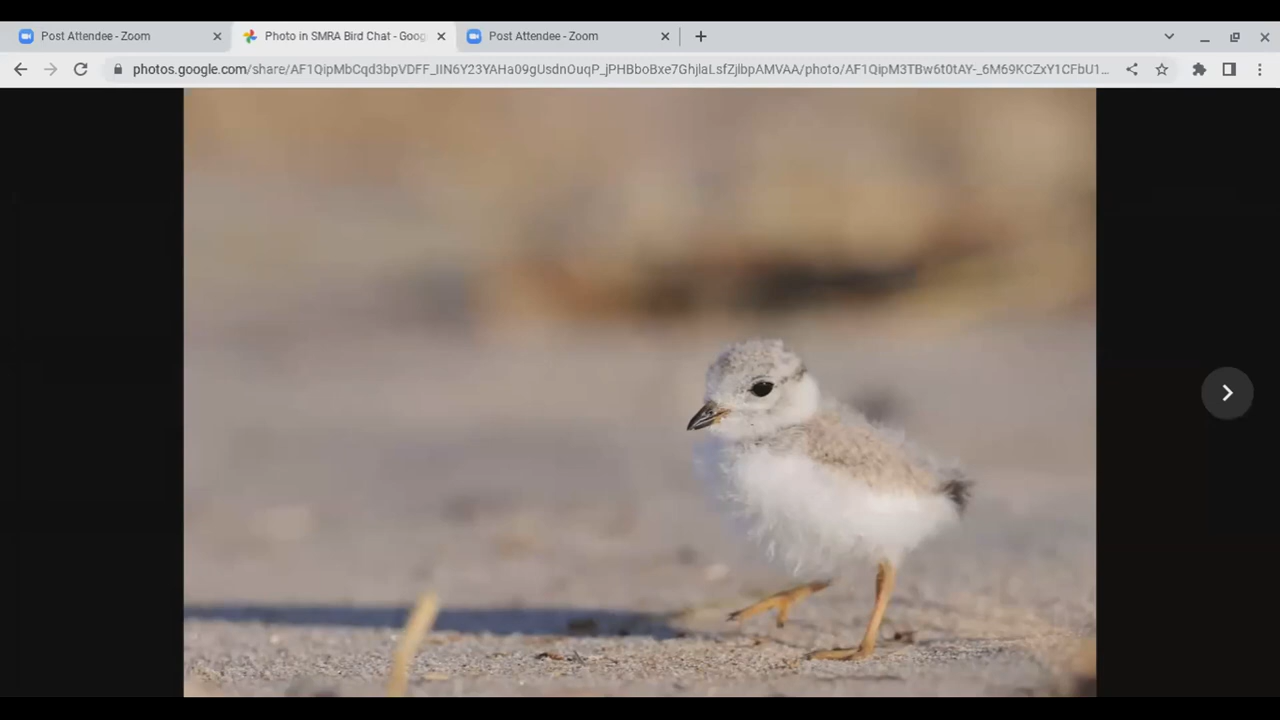 Post Attendee - Zoom
Photo in SMRA Bird Chat - Goog
Post Attendee - Zoom
photos.google.com/share/AF1QipMbCqd3bpVDFF_IIN6Y23YAHa09gUsdnOuqP_jPHBboBxe7GhjlaLsfZjlbpAMVAA/photo/AF1QipM3TBw6t0tAY-_6M69KCZxY1CFbU1...